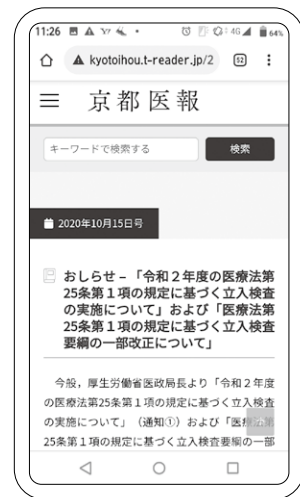 11:26
4G
64%
kyotoihou.t-reader.jp/2
52
京都医報
キーワードで検索する
検索
2020年10月15日号
おしらせ – 「令和２年度の医療法第
25条第１項の規定に基づく立入検査
の実施について」および「医療法第
25条第１項の規定に基づく立入検査
要綱の一部改正について」
今般，厚生労働省医政局長より「令和２年度
の医療法第25条第１項の規定に基づく立入検査
の実施について」（通知①）および「医療法第
25条第１項の規定に基づく立入検査要綱の一部